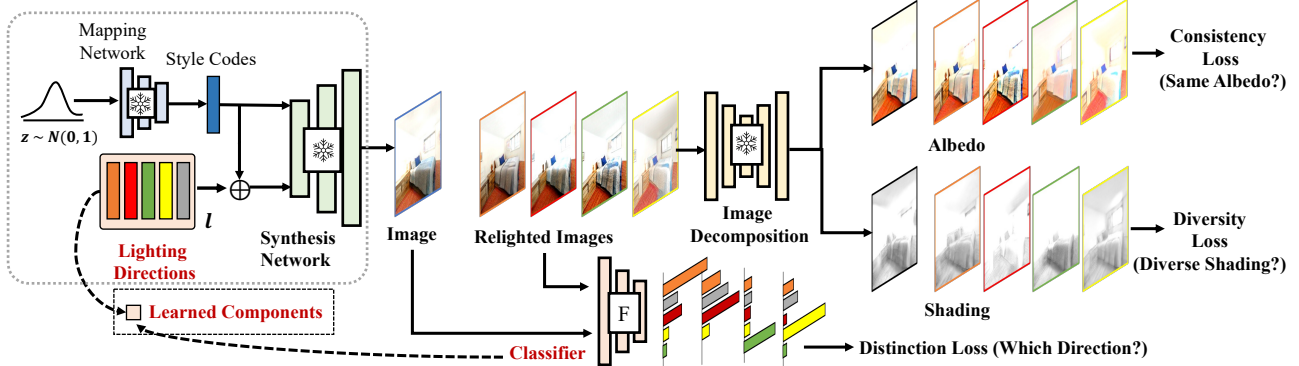 Mapping
Network
Style Codes
z ~ N(0, 1)
l
Lighting
Directions
Synthesis
Network
Learned Components
Image
Relighted Images
Image
Decomposition
F
Classifier
Albedo
Shading
Consistency
Loss
(Same Albedo?)
Diversity
Loss
(Diverse Shading?)
Distinction Loss (Which Direction?)